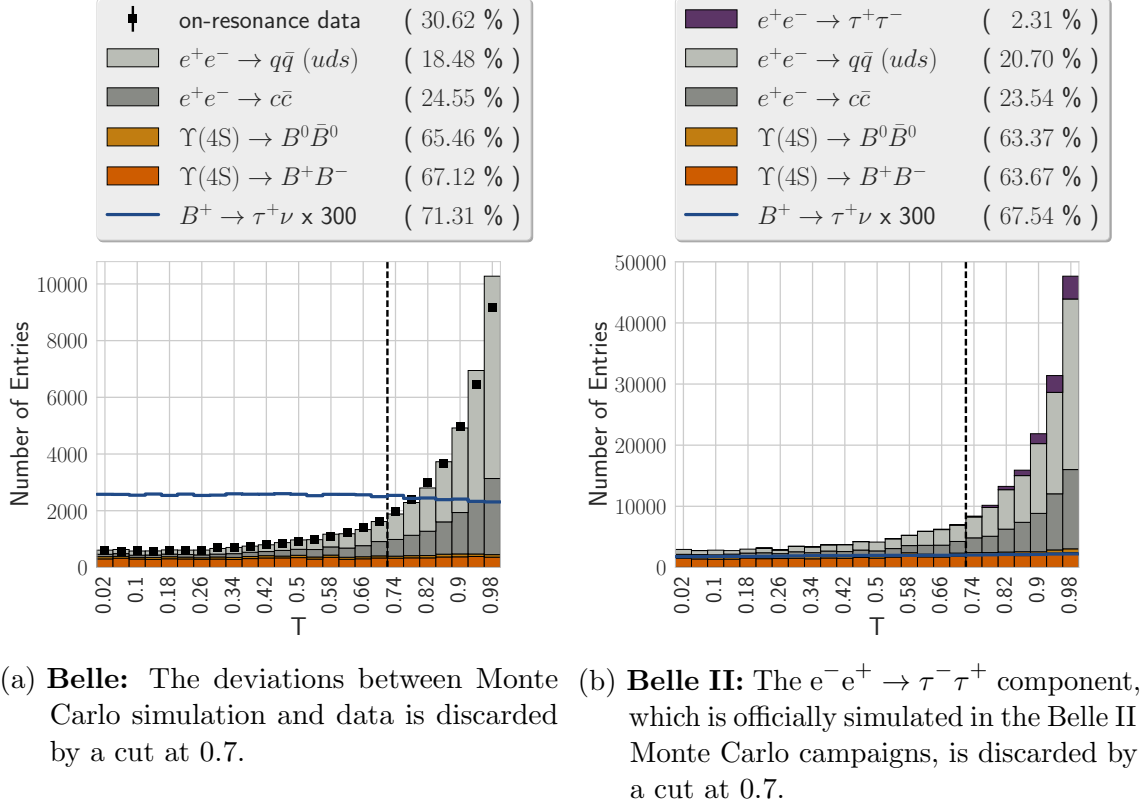 on-resonance data ( 30.62 % )
e⁺e⁻ → qq̄ (uds) ( 18.48 % )
e⁺e⁻ → cc̄ ( 24.55 % )
Υ(4S) → B⁰B̄⁰ ( 65.46 % )
Υ(4S) → B⁺B⁻ ( 67.12 % )
B⁺ → τ⁺ν x 300 ( 71.31 % )
Number of Entries
10000
8000
6000
4000
2000
0
0.02 0.1 0.18 0.26 0.34 0.42 0.5 0.58 0.66 0.74 0.82 0.9 0.98
T
(a) Belle: The deviations between Monte
Carlo simulation and data is discarded
by a cut at 0.7.
e⁺e⁻ → τ⁺τ⁻ ( 2.31 % )
e⁺e⁻ → qq̄ (uds) ( 20.70 % )
e⁺e⁻ → cc̄ ( 23.54 % )
Υ(4S) → B⁰B̄⁰ ( 63.37 % )
Υ(4S) → B⁺B⁻ ( 63.67 % )
B⁺ → τ⁺ν x 300 ( 67.54 % )
Number of Entries
50000
40000
30000
20000
10000
0
0.02 0.1 0.18 0.26 0.34 0.42 0.5 0.58 0.66 0.74 0.82 0.9 0.98
T
(b) Belle II: The e⁻e⁺ → τ⁻τ⁺ component,
which is officially simulated in the Belle II
Monte Carlo campaigns, is discarded by
a cut at 0.7.